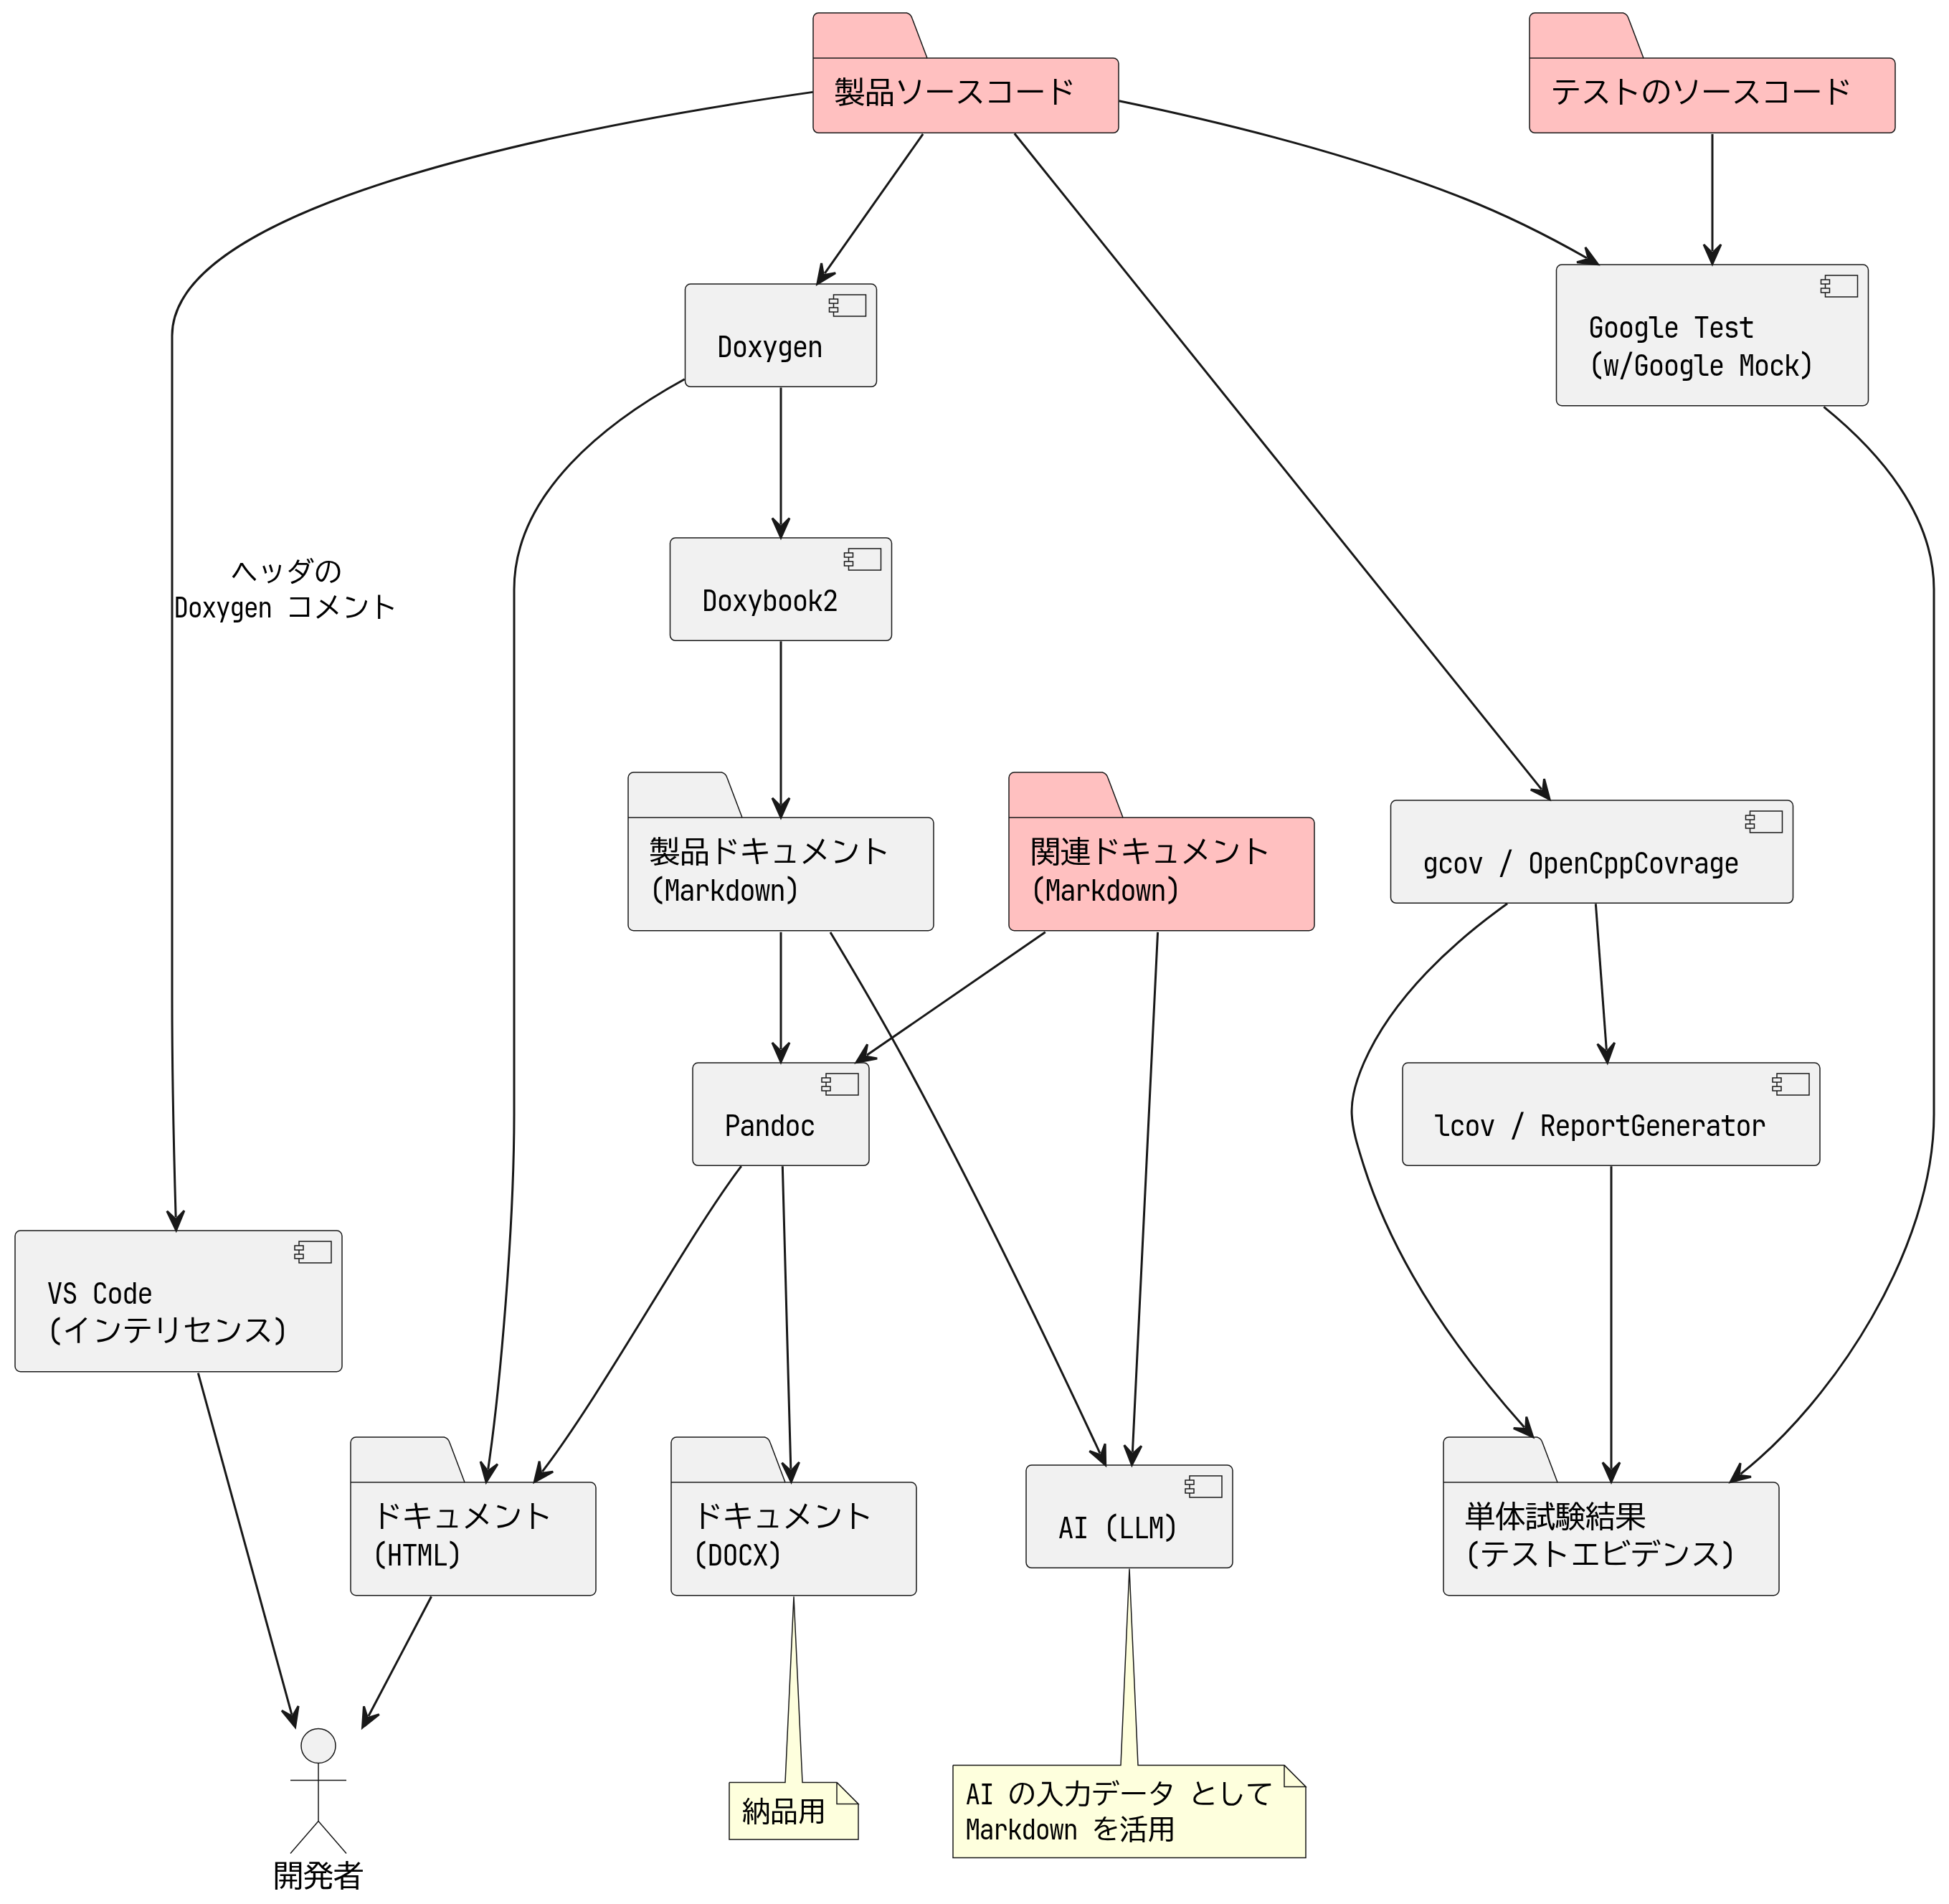 製品ソースコード
テストのソースコード
Google Test
(w/Google Mock)
Doxygen
ヘッダの
Doxygen コメント
Doxybook2
製品ドキュメント
(Markdown)
関連ドキュメント
(Markdown)
gcov / OpenCppCovrage
Pandoc
lcov / ReportGenerator
VS Code
(インテリセンス)
ドキュメント
(HTML)
ドキュメント
(DOCX)
AI (LLM)
単体試験結果
(テストエビデンス)
納品用
AI の入力データ として
Markdown を活用
開発者